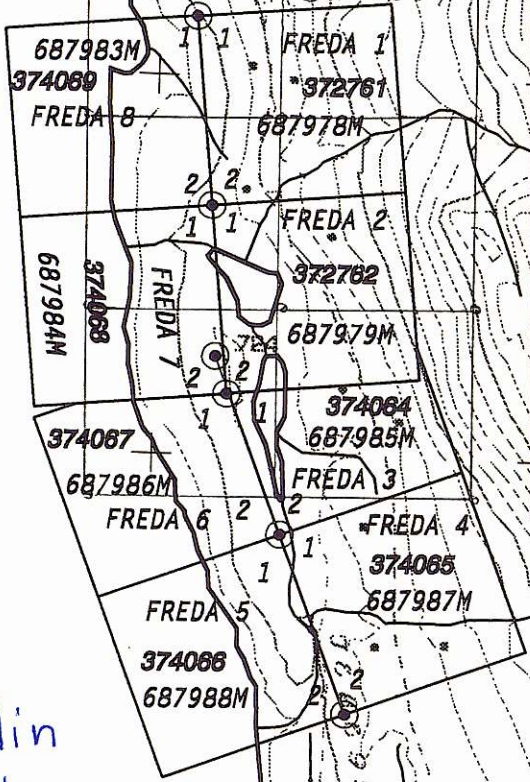 1 1
687983M
374069
FREDA 8
FREDA 1
372761
687978M
2 2
1 1
FREDA 2
372762
687979M
687984M
374068
FREDA 7
2 2
1 1
374064
687985M
FREDA 3
374067
687986M
FREDA 6
2 2
1 1
FREDA 4
374065
687987M
FREDA 5
374066
687988M
2 2
lin